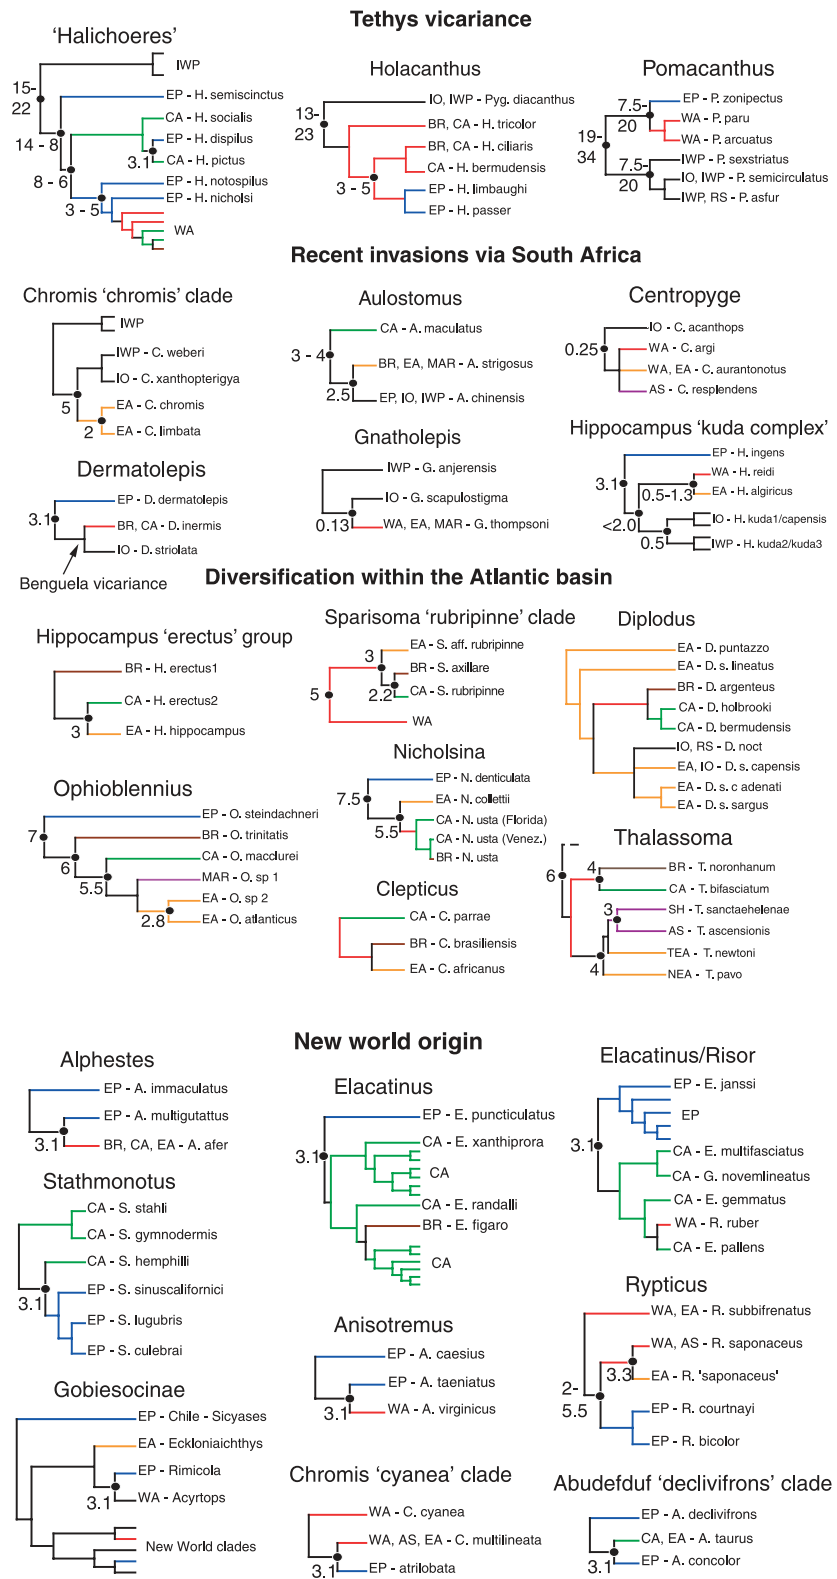 Tethys vicariance
'Halichoeres'
IWP
15-
22
EP - H. semiscinctus
14 - 8
CA - H. socialis
EP - H. dispilus
3.1
CA - H. pictus
8 - 6
EP - H. notospilus
EP - H. nicholsi
3 - 5
WA
Holacanthus
IO, IWP - Pyg. diacanthus
13-
23
BR, CA - H. tricolor
BR, CA - H. ciliaris
CA - H. bermudensis
3 - 5
EP - H. limbaughi
EP - H. passer
Pomacanthus
7.5-
20
EP - P. zonipectus
WA - P. paru
WA - P. arcuatus
19-
34
7.5-
20
IWP - P. sexstriatus
IO, IWP - P. semicirculatus
IWP, RS - P. asfur
Recent invasions via South Africa
Chromis 'chromis' clade
IWP
IWP - C. weberi
IO - C. xanthopterigya
5
EA - C. chromis
2
EA - C. limbata
Aulostomus
CA - A. maculatus
3 - 4
BR, EA, MAR - A. strigosus
2.5
EP, IO, IWP - A. chinensis
Centropyge
IO - C. acanthops
0.25
WA - C. argi
WA, EA - C. aurantonotus
AS - C. resplendens
Dermatolepis
EP - D. dermatolepis
3.1
BR, CA - D. inermis
IO - D. striolata
Benguela vicariance
Gnatholepis
IWP - G. anjerensis
IO - G. scapulostigma
0.13
WA, EA, MAR - G. thompsoni
Hippocampus 'kuda complex'
EP - H. ingens
3.1
WA - H. reidi
0.5-1.3
EA - H. algiricus
<2.0
IO - H. kuda1/capensis
0.5
IWP - H. kuda2/kuda3
Diversification within the Atlantic basin
Hippocampus 'erectus' group
BR - H. erectus1
CA - H. erectus2
3
EA - H. hippocampus
Sparisoma 'rubripinne' clade
EA - S. aff. rubripinne
3
BR - S. axillare
2.2
CA - S. rubripinne
5
WA
Diplodus
EA - D. puntazzo
EA - D. s. lineatus
BR - D. argenteus
CA - D. holbrooki
CA - D. bermudensis
IO, RS - D. noct
EA, IO - D. s. capensis
EA - D. s. c adenati
EA - D. s. sargus
Ophioblennius
EP - O. steindachneri
7
BR - O. trinitatis
6
CA - O. macclurei
5.5
MAR - O. sp 1
EA - O. sp 2
2.8
EA - O. atlanticus
Nicholsina
EP - N. denticulata
7.5
EA - N. collettii
5.5
CA - N. usta (Florida)
CA - N. usta (Venez.)
BR - N. usta
Clepticus
CA - C. parrae
BR - C. brasiliensis
EA - C. africanus
Thalassoma
6
4
BR - T. noronhanum
CA - T. bifasciatum
3
SH - T. sanctaehelenae
AS - T. ascensionis
TEA - T. newtoni
4
NEA - T. pavo
New world origin
Alphestes
EP - A. immaculatus
EP - A. multigutattus
3.1
BR, CA, EA - A. afer
Elacatinus
EP - E. puncticulatus
3.1
CA - E. xanthiprora
CA
CA - E. randalli
BR - E. figaro
CA
Elacatinus/Risor
EP - E. janssi
EP
3.1
CA - E. multifasciatus
CA - G. novemlineatus
CA - E. gemmatus
WA - R. ruber
CA - E. pallens
Stathmonotus
CA - S. stahli
CA - S. gymnodermis
CA - S. hemphilli
3.1
EP - S. sinuscalifornici
EP - S. lugubris
EP - S. culebrai
Anisotremus
EP - A. caesius
EP - A. taeniatus
3.1
WA - A. virginicus
Rypticus
WA, EA - R. subbifrenatus
WA, AS - R. saponaceus
3.3
EA - R. 'saponaceus'
2-
5.5
EP - R. courtnayi
EP - R. bicolor
Gobiesocinae
EP - Chile - Sicyases
EA - Eckloniaichthys
EP - Rimicola
3.1
WA - Acyrtops
New World clades
Chromis 'cyanea' clade
WA - C. cyanea
WA, AS, EA - C. multilineata
3.1
EP - atrilobata
Abudefduf 'declivifrons' clade
EP - A. declivifrons
CA, EA - A. taurus
3.1
EP - A. concolor